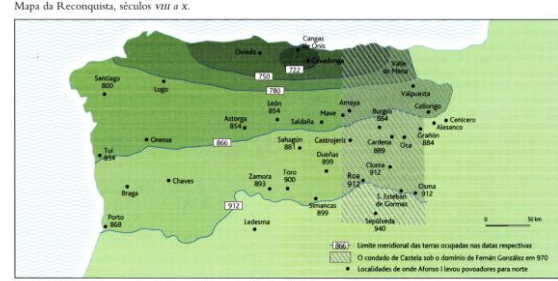 Mapa da Reconquista, séculos VIII a X.
Cangas de Onis
Oviedo
Covadonga
722
750
780
Valle de Mena
Santiago
800
Lugo
Valpuesta
León
854
Amaya
Cellorigo
Astorga
854
Saldaña
Mave
Burgos
884
Cenicero
Alesanco
Grañón
884
Orense
866
Sahagún
881
Castrojeriz
Cardena
889
Oca
Tui
854
Dueñas
899
Clunia
912
Chaves
Zamora
893
Toro
900
Roa
912
Osma
912
Braga
912
Simancas
899
S. Esteban de Gormaz
Porto
868
Ledesma
Sepúlveda
940
0 50 km
866 Limite meridional das terras ocupadas nas datas respectivas
O condado de Castela sob o domínio de Fernán González em 970
Localidades de onde Afonso I levou povoadores para norte